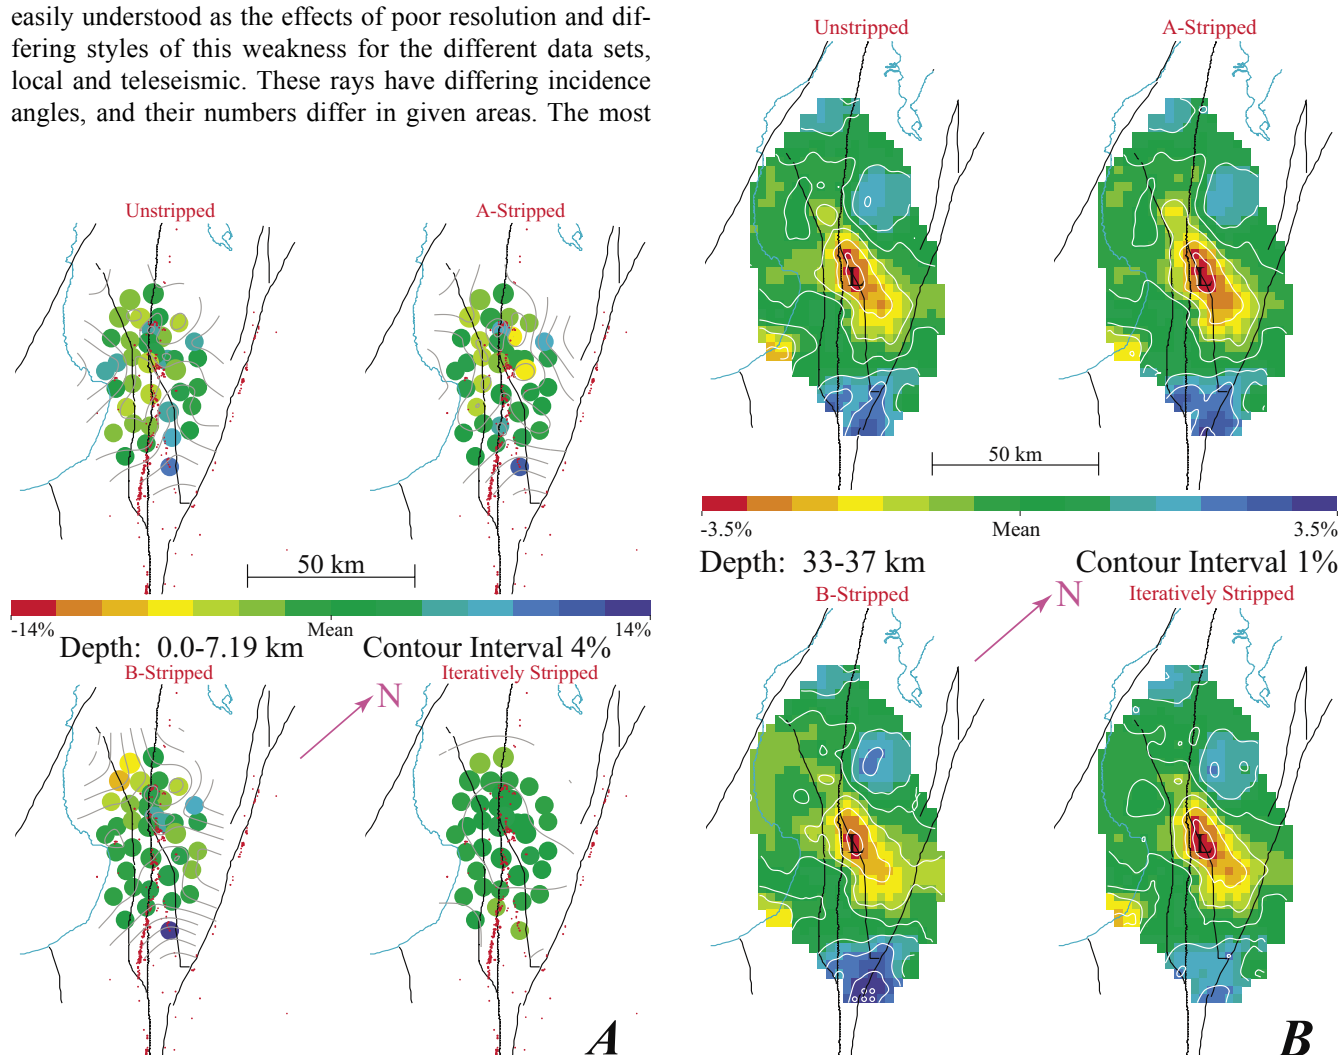 easily understood as the effects of poor resolution and dif-
fering styles of this weakness for the different data sets,
local and teleseismic. These rays have differing incidence
angles, and their numbers differ in given areas. The most
Unstripped
A-Stripped
50 km
-14%
Mean
14%
Depth: 0.0-7.19 km
Contour Interval 4%
B-Stripped
Iteratively Stripped
N
A
Unstripped
A-Stripped
L
L
50 km
-3.5%
Mean
3.5%
Depth: 33-37 km
Contour Interval 1%
B-Stripped
N
Iteratively Stripped
L
L
B